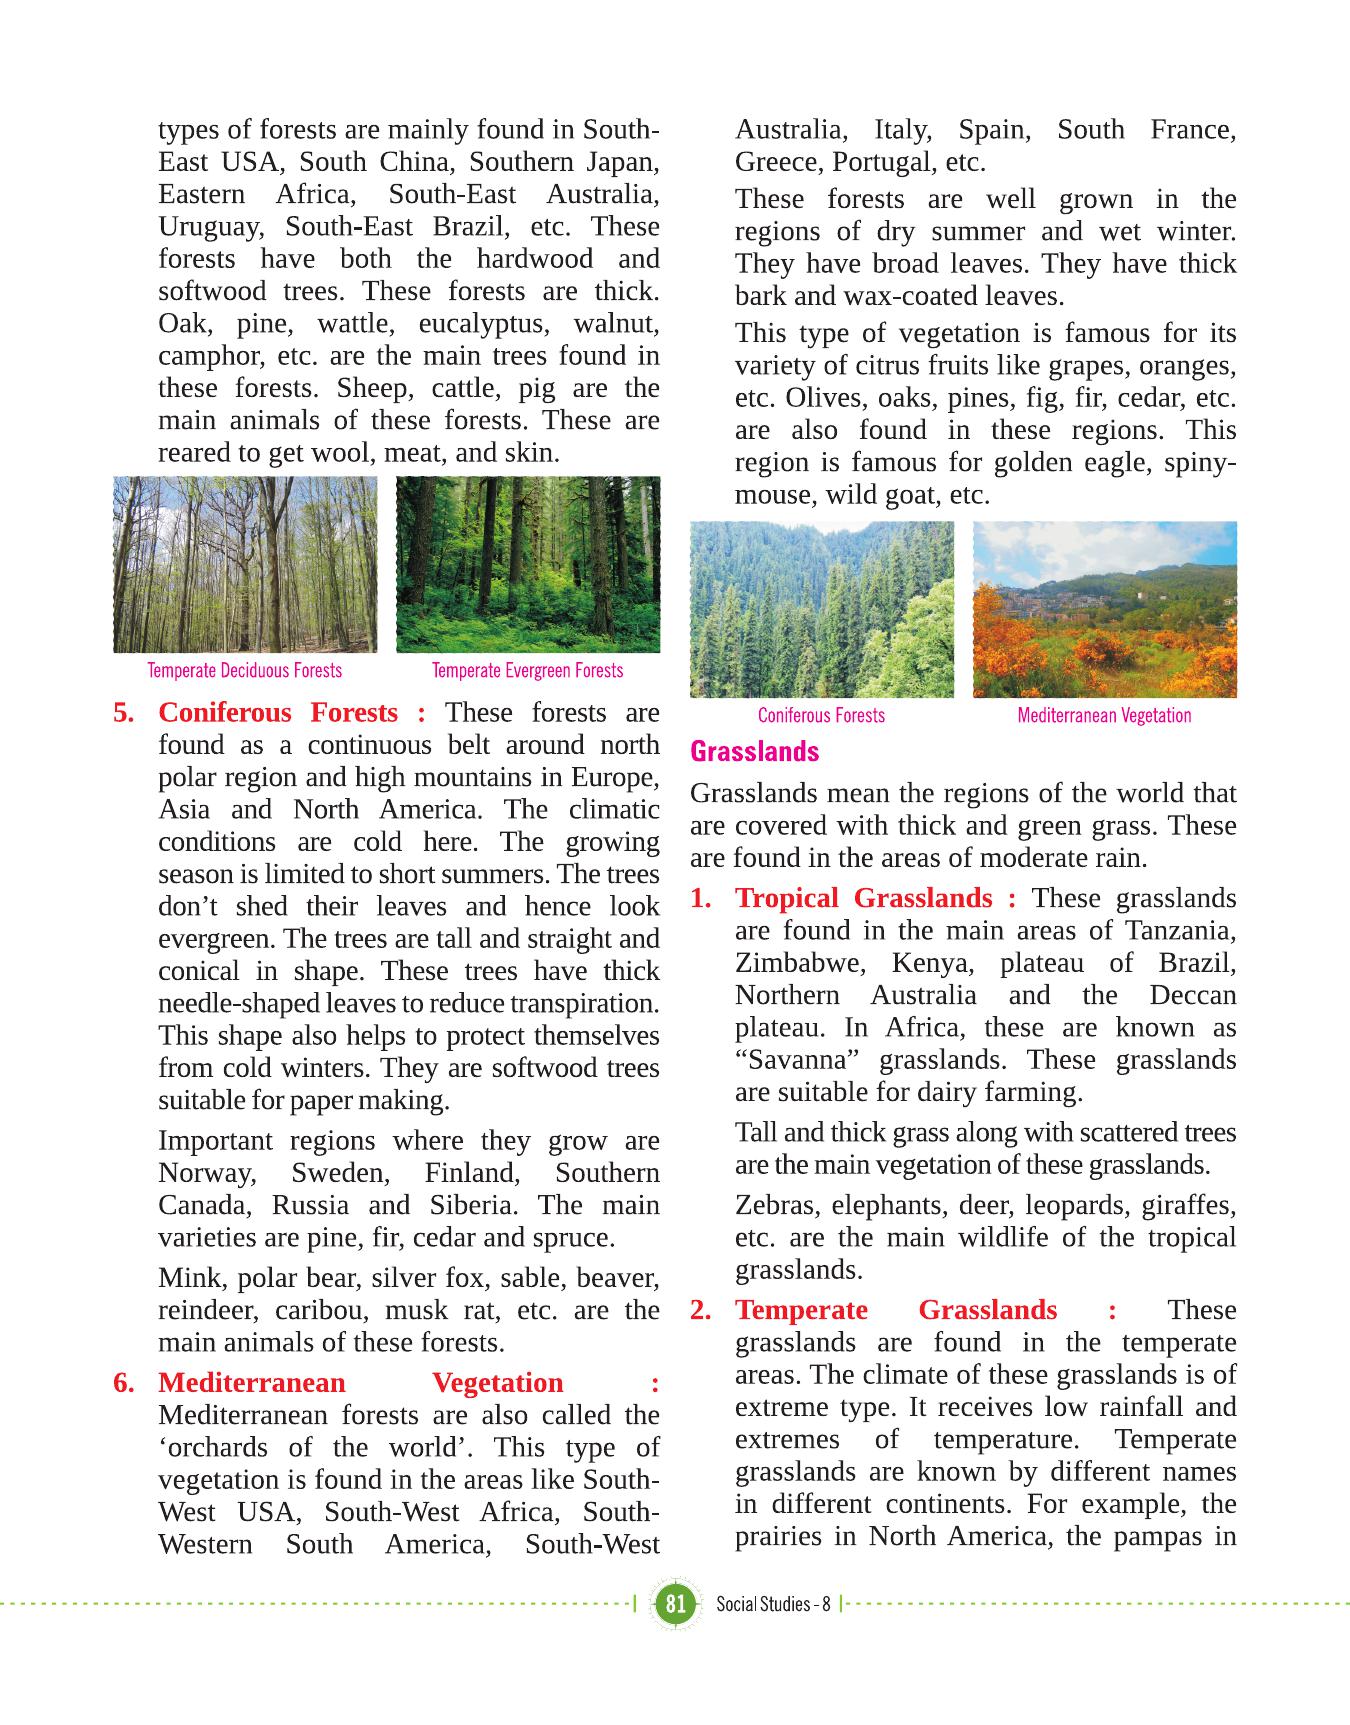 types of forests are mainly found in South-
East USA, South China, Southern Japan,
Eastern Africa, South-East Australia,
Uruguay, South-East Brazil, etc. These
forests have both the hardwood and
softwood trees. These forests are thick.
Oak, pine, wattle, eucalyptus, walnut,
camphor, etc. are the main trees found in
these forests. Sheep, cattle, pig are the
main animals of these forests. These are
reared to get wool, meat, and skin.
Temperate Deciduous Forests
Temperate Evergreen Forests
5. Coniferous Forests : These forests are
found as a continuous belt around north
polar region and high mountains in Europe,
Asia and North America. The climatic
conditions are cold here. The growing
season is limited to short summers. The trees
don’t shed their leaves and hence look
evergreen. The trees are tall and straight and
conical in shape. These trees have thick
needle-shaped leaves to reduce transpiration.
This shape also helps to protect themselves
from cold winters. They are softwood trees
suitable for paper making.
Important regions where they grow are
Norway, Sweden, Finland, Southern
Canada, Russia and Siberia. The main
varieties are pine, fir, cedar and spruce.
Mink, polar bear, silver fox, sable, beaver,
reindeer, caribou, musk rat, etc. are the
main animals of these forests.
6. Mediterranean Vegetation :
Mediterranean forests are also called the
‘orchards of the world’. This type of
vegetation is found in the areas like South-
West USA, South-West Africa, South-
Western South America, South-West
Australia, Italy, Spain, South France,
Greece, Portugal, etc.
These forests are well grown in the
regions of dry summer and wet winter.
They have broad leaves. They have thick
bark and wax-coated leaves.
This type of vegetation is famous for its
variety of citrus fruits like grapes, oranges,
etc. Olives, oaks, pines, fig, fir, cedar, etc.
are also found in these regions. This
region is famous for golden eagle, spiny-
mouse, wild goat, etc.
Coniferous Forests
Mediterranean Vegetation
Grasslands
Grasslands mean the regions of the world that
are covered with thick and green grass. These
are found in the areas of moderate rain.
1. Tropical Grasslands : These grasslands
are found in the main areas of Tanzania,
Zimbabwe, Kenya, plateau of Brazil,
Northern Australia and the Deccan
plateau. In Africa, these are known as
“Savanna” grasslands. These grasslands
are suitable for dairy farming.
Tall and thick grass along with scattered trees
are the main vegetation of these grasslands.
Zebras, elephants, deer, leopards, giraffes,
etc. are the main wildlife of the tropical
grasslands.
2. Temperate Grasslands : These
grasslands are found in the temperate
areas. The climate of these grasslands is of
extreme type. It receives low rainfall and
extremes of temperature. Temperate
grasslands are known by different names
in different continents. For example, the
prairies in North America, the pampas in
81 Social Studies - 8